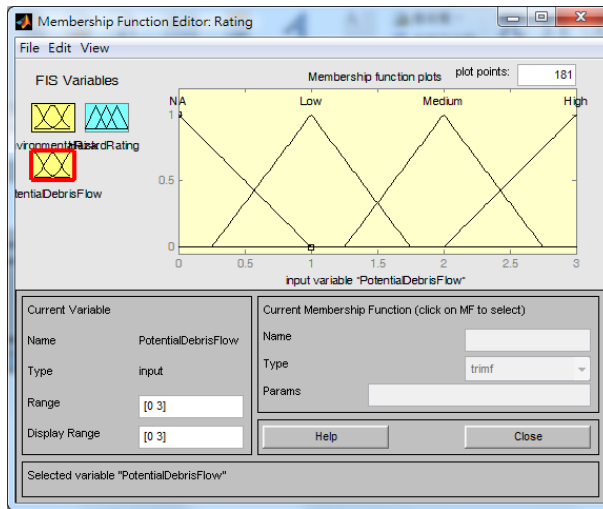 Membership Function Editor: Rating
File Edit View
FIS Variables
Membership function plots
plot points:
181
NA
Low
Medium
High
1
0.5
0
0
0.5
1
1.5
2
2.5
3
input variable "PotentialDebrisFlow"
tentialDebrisFlow
Current Variable
Name
PotentialDebrisFlow
Type
input
Range
[0 3]
Display Range
[0 3]
Current Membership Function (click on MF to select)
Name
Type
trimf
Params
Help
Close
Selected variable "PotentialDebrisFlow"